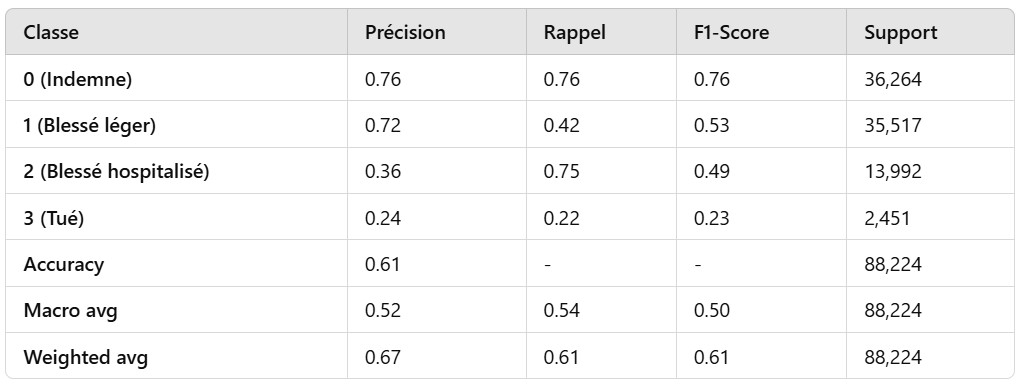 Classe Précision Rappel F1-Score Support
0 (Indemne) 0.76 0.76 0.76 36,264
1 (Blessé léger) 0.72 0.42 0.53 35,517
2 (Blessé hospitalisé) 0.36 0.75 0.49 13,992
3 (Tué) 0.24 0.22 0.23 2,451
Accuracy 0.61 - - 88,224
Macro avg 0.52 0.54 0.50 88,224
Weighted avg 0.67 0.61 0.61 88,224